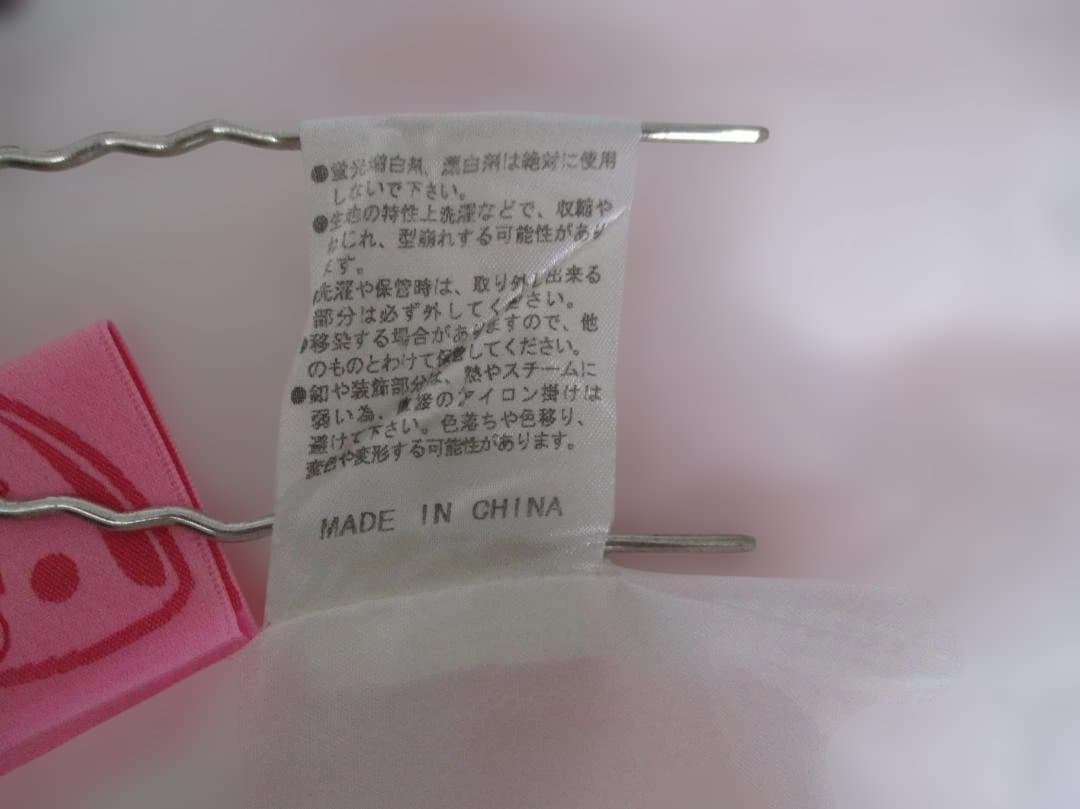 ●蛍光増白剤、漂白剤は絶対に使用
しないで下さい。
●生地の特性上洗濯などで、収縮や
ねじれ、型崩れする可能性があり
ます。
洗濯や保管時は、取り外し出来る
部分は必ず外してください。
●移染する場合がありますので、他
のものとわけて保管してください。
●釦や装飾部分は、熱やスチームに
弱い為、直接のアイロン掛けは
避けて下さい。色落ちや色移り、
変色や変形する可能性があります。
MADE IN CHINA